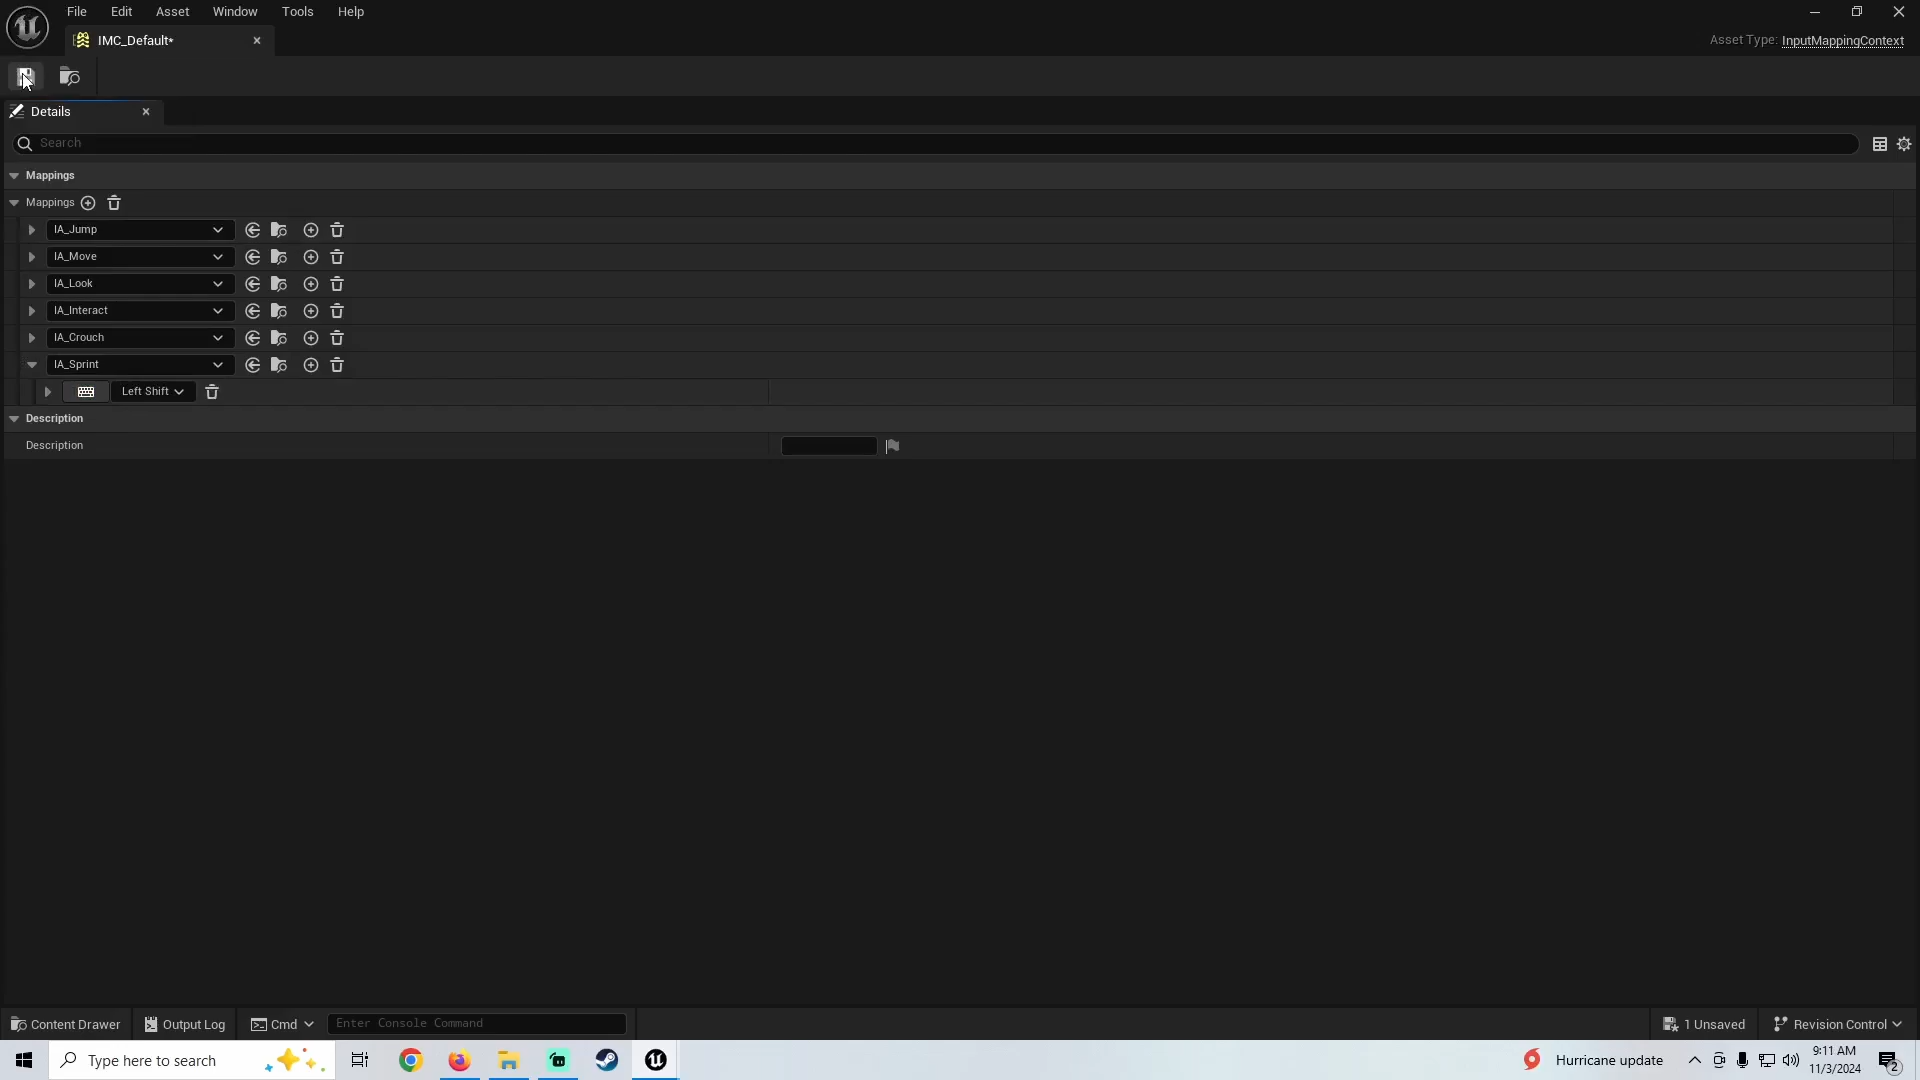 File Edit Asset Window Tools Help
IMC_Default*
Asset Type: InputMappingContext
Details
Search
Mappings
Mappings
IA_Jump
IA_Move
IA_Look
IA_Interact
IA_Crouch
IA_Sprint
Left Shift
Description
Description
Content Drawer Output Log Cmd Enter Console Command 1 Unsaved Revision Control
Type here to search Hurricane update 9:11 AM
11/3/2024 2